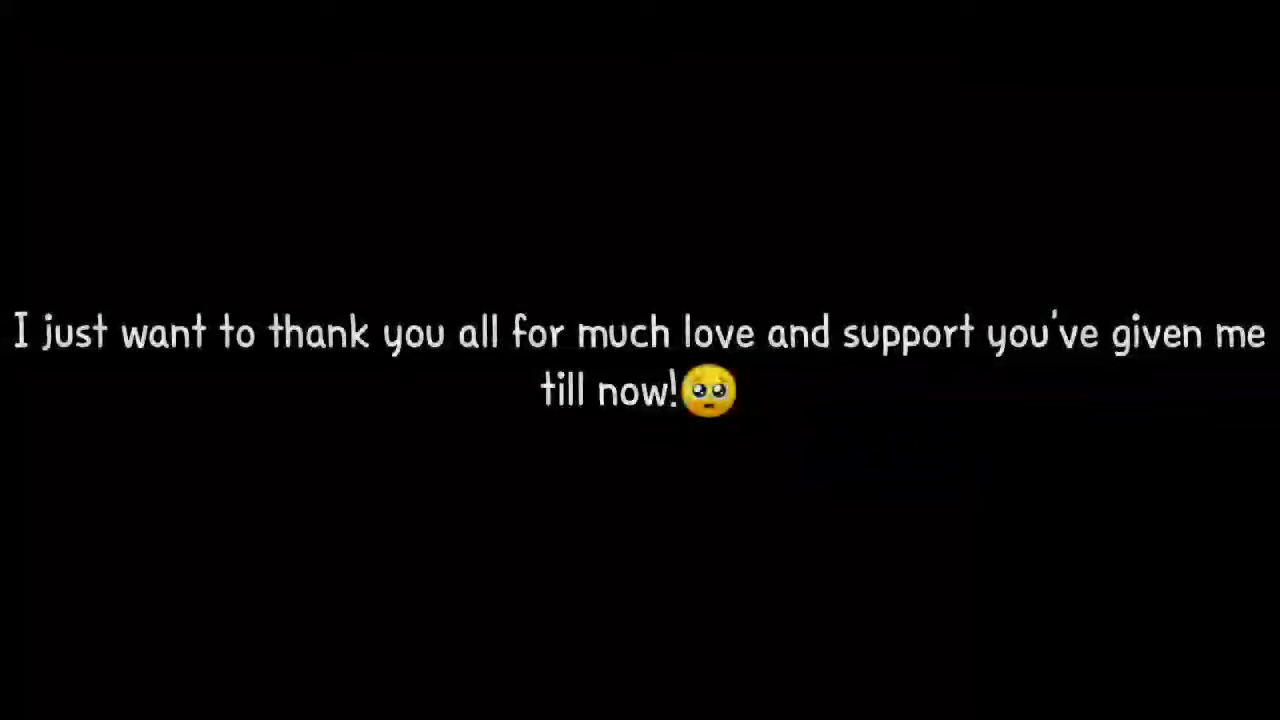 I just want to thank you all for much love and support you've given me
till now!🥺